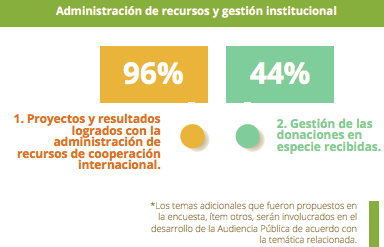 Administración de recursos y gestión institucional
96%
44%
1. Proyectos y resultados
logrados con la
administración de
recursos de cooperación
internacional.
2. Gestión de las
donaciones en
especie recibidas.
*Los temas adicionales que fueron propuestos en
la encuesta, ítem otros, serán involucrados en el
desarrollo de la Audiencia Pública de acuerdo con
la temática relacionada.